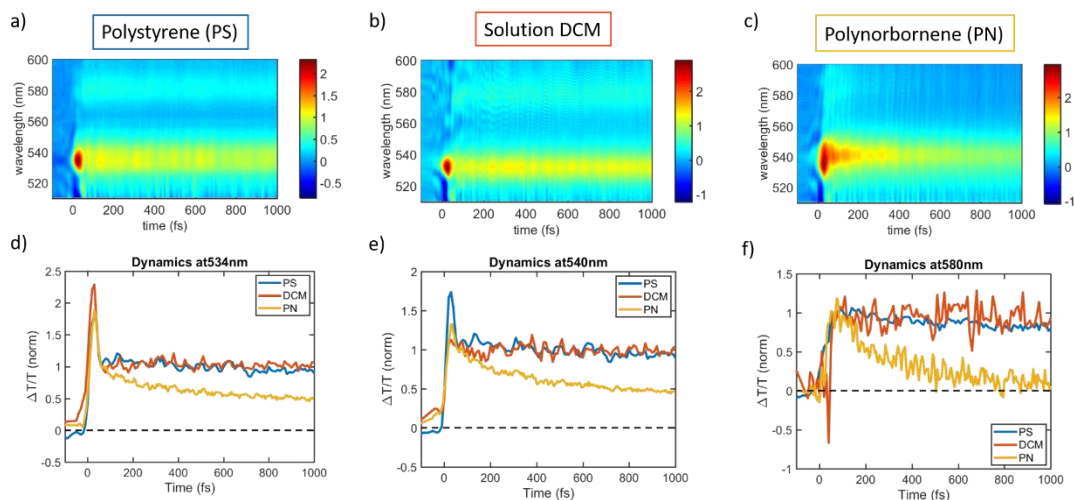 a)
Polystyrene (PS)
b)
Solution DCM
c)
Polynorbornene (PN)
wavelength (nm)
600
580
560
540
520
0 200 400 600 800 1000
time (fs)
2
1.5
1
0.5
0
-0.5
wavelength (nm)
600
580
560
540
520
0 200 400 600 800 1000
time (fs)
2
1
0
-1
wavelength (nm)
600
580
560
540
520
0 200 400 600 800 1000
time (fs)
2
1
0
-1
d)
Dynamics at534nm
ΔT/T (norm)
2.5
2
1.5
1
0.5
0
-0.5
0 200 400 600 800 1000
Time (fs)
PS
DCM
PN
e)
Dynamics at540nm
ΔT/T (norm)
2
1.5
1
0.5
0
-0.5
0 200 400 600 800 1000
Time (fs)
PS
DCM
PN
f)
Dynamics at580nm
ΔT/T (norm)
1.5
1
0.5
0
-0.5
-1
0 200 400 600 800 1000
Time (fs)
PS
DCM
PN